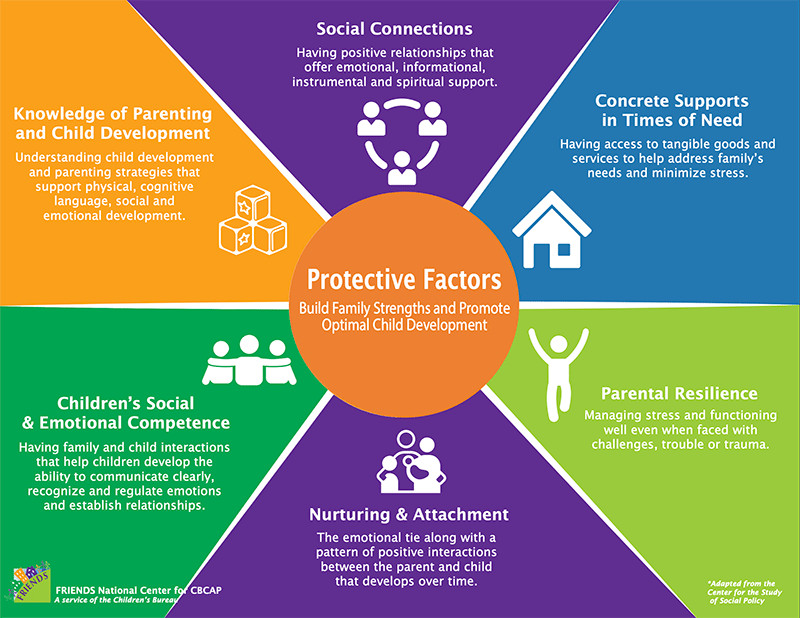 Social Connections
Having positive relationships that
offer emotional, informational,
instrumental and spiritual support.
Concrete Supports
in Times of Need
Having access to tangible goods and
services to help address family's
needs and minimize stress.
Knowledge of Parenting
and Child Development
Understanding child development
and parenting strategies that
support physical, cognitive
language, social and
emotional development.
Protective Factors
Build Family Strengths and Promote
Optimal Child Development
Parental Resilience
Managing stress and functioning
well even when faced with
challenges, trouble or trauma.
Children's Social
& Emotional Competence
Having family and child interactions
that help children develop the
ability to communicate clearly,
recognize and regulate emotions
and establish relationships.
Nurturing & Attachment
The emotional tie along with a
pattern of positive interactions
between the parent and child
that develops over time.
FRIENDS
FRIENDS National Center for CBCAP
A service of the Children's Bureau
*Adapted from the
Center for the Study
of Social Policy